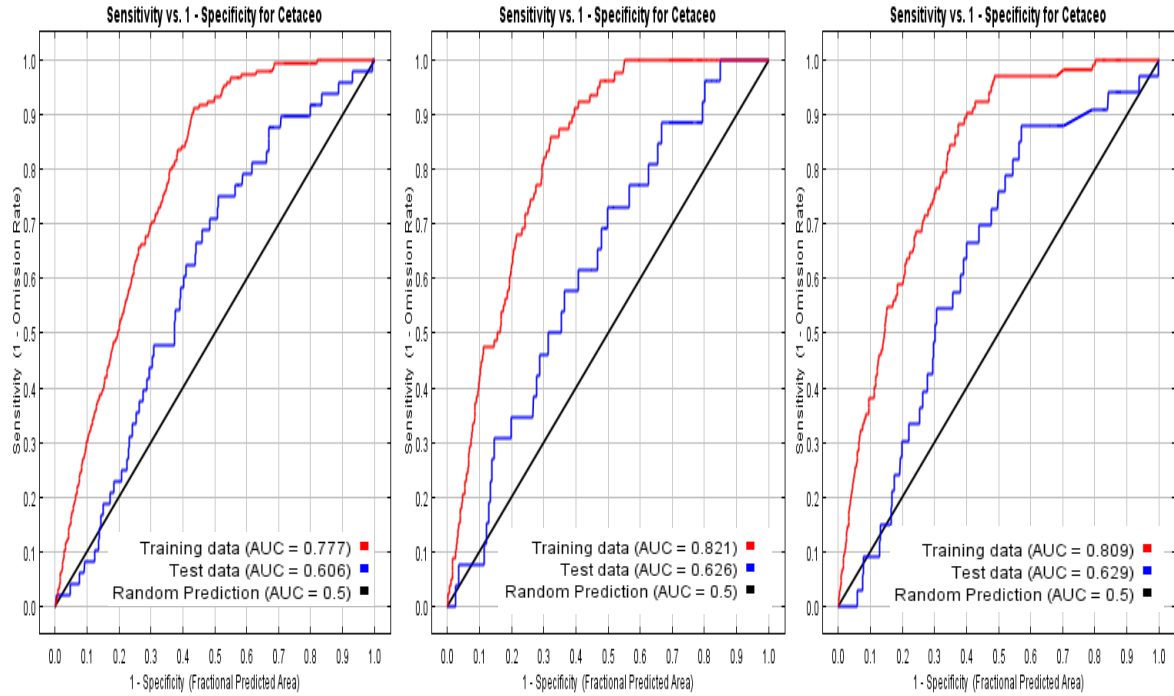 Sensitivity vs. 1 - Specificity for Cetaceo
Sensitivity (1 - Omission Rate)
1.0
0.9
0.8
0.7
0.6
0.5
0.4
0.3
0.2
0.1
0.0
Training data (AUC = 0.777)
Test data (AUC = 0.606)
Random Prediction (AUC = 0.5)
0.0 0.1 0.2 0.3 0.4 0.5 0.6 0.7 0.8 0.9 1.0
1 - Specificity (Fractional Predicted Area)
Sensitivity vs. 1 - Specificity for Cetaceo
Sensitivity (1 - Omission Rate)
1.0
0.9
0.8
0.7
0.6
0.5
0.4
0.3
0.2
0.1
0.0
Training data (AUC = 0.821)
Test data (AUC = 0.626)
Random Prediction (AUC = 0.5)
0.0 0.1 0.2 0.3 0.4 0.5 0.6 0.7 0.8 0.9 1.0
1 - Specificity (Fractional Predicted Area)
Sensitivity vs. 1 - Specificity for Cetaceo
Sensitivity (1 - Omission Rate)
1.0
0.9
0.8
0.7
0.6
0.5
0.4
0.3
0.2
0.1
0.0
Training data (AUC = 0.809)
Test data (AUC = 0.629)
Random Prediction (AUC = 0.5)
0.0 0.1 0.2 0.3 0.4 0.5 0.6 0.7 0.8 0.9 1.0
1 - Specificity (Fractional Predicted Area)